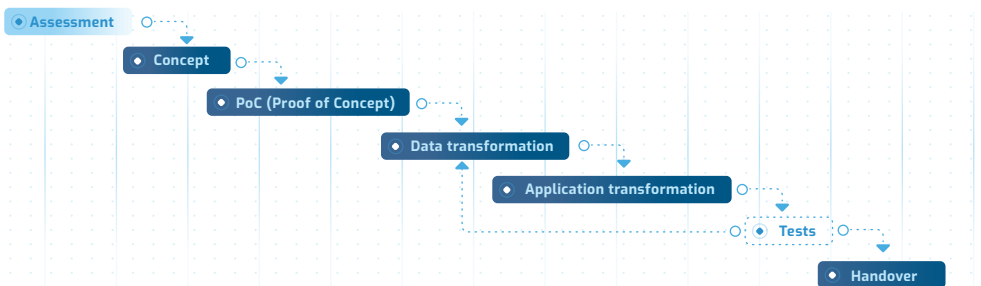 Assessment
Concept
PoC (Proof of Concept)
Data transformation
Application transformation
Tests
Handover